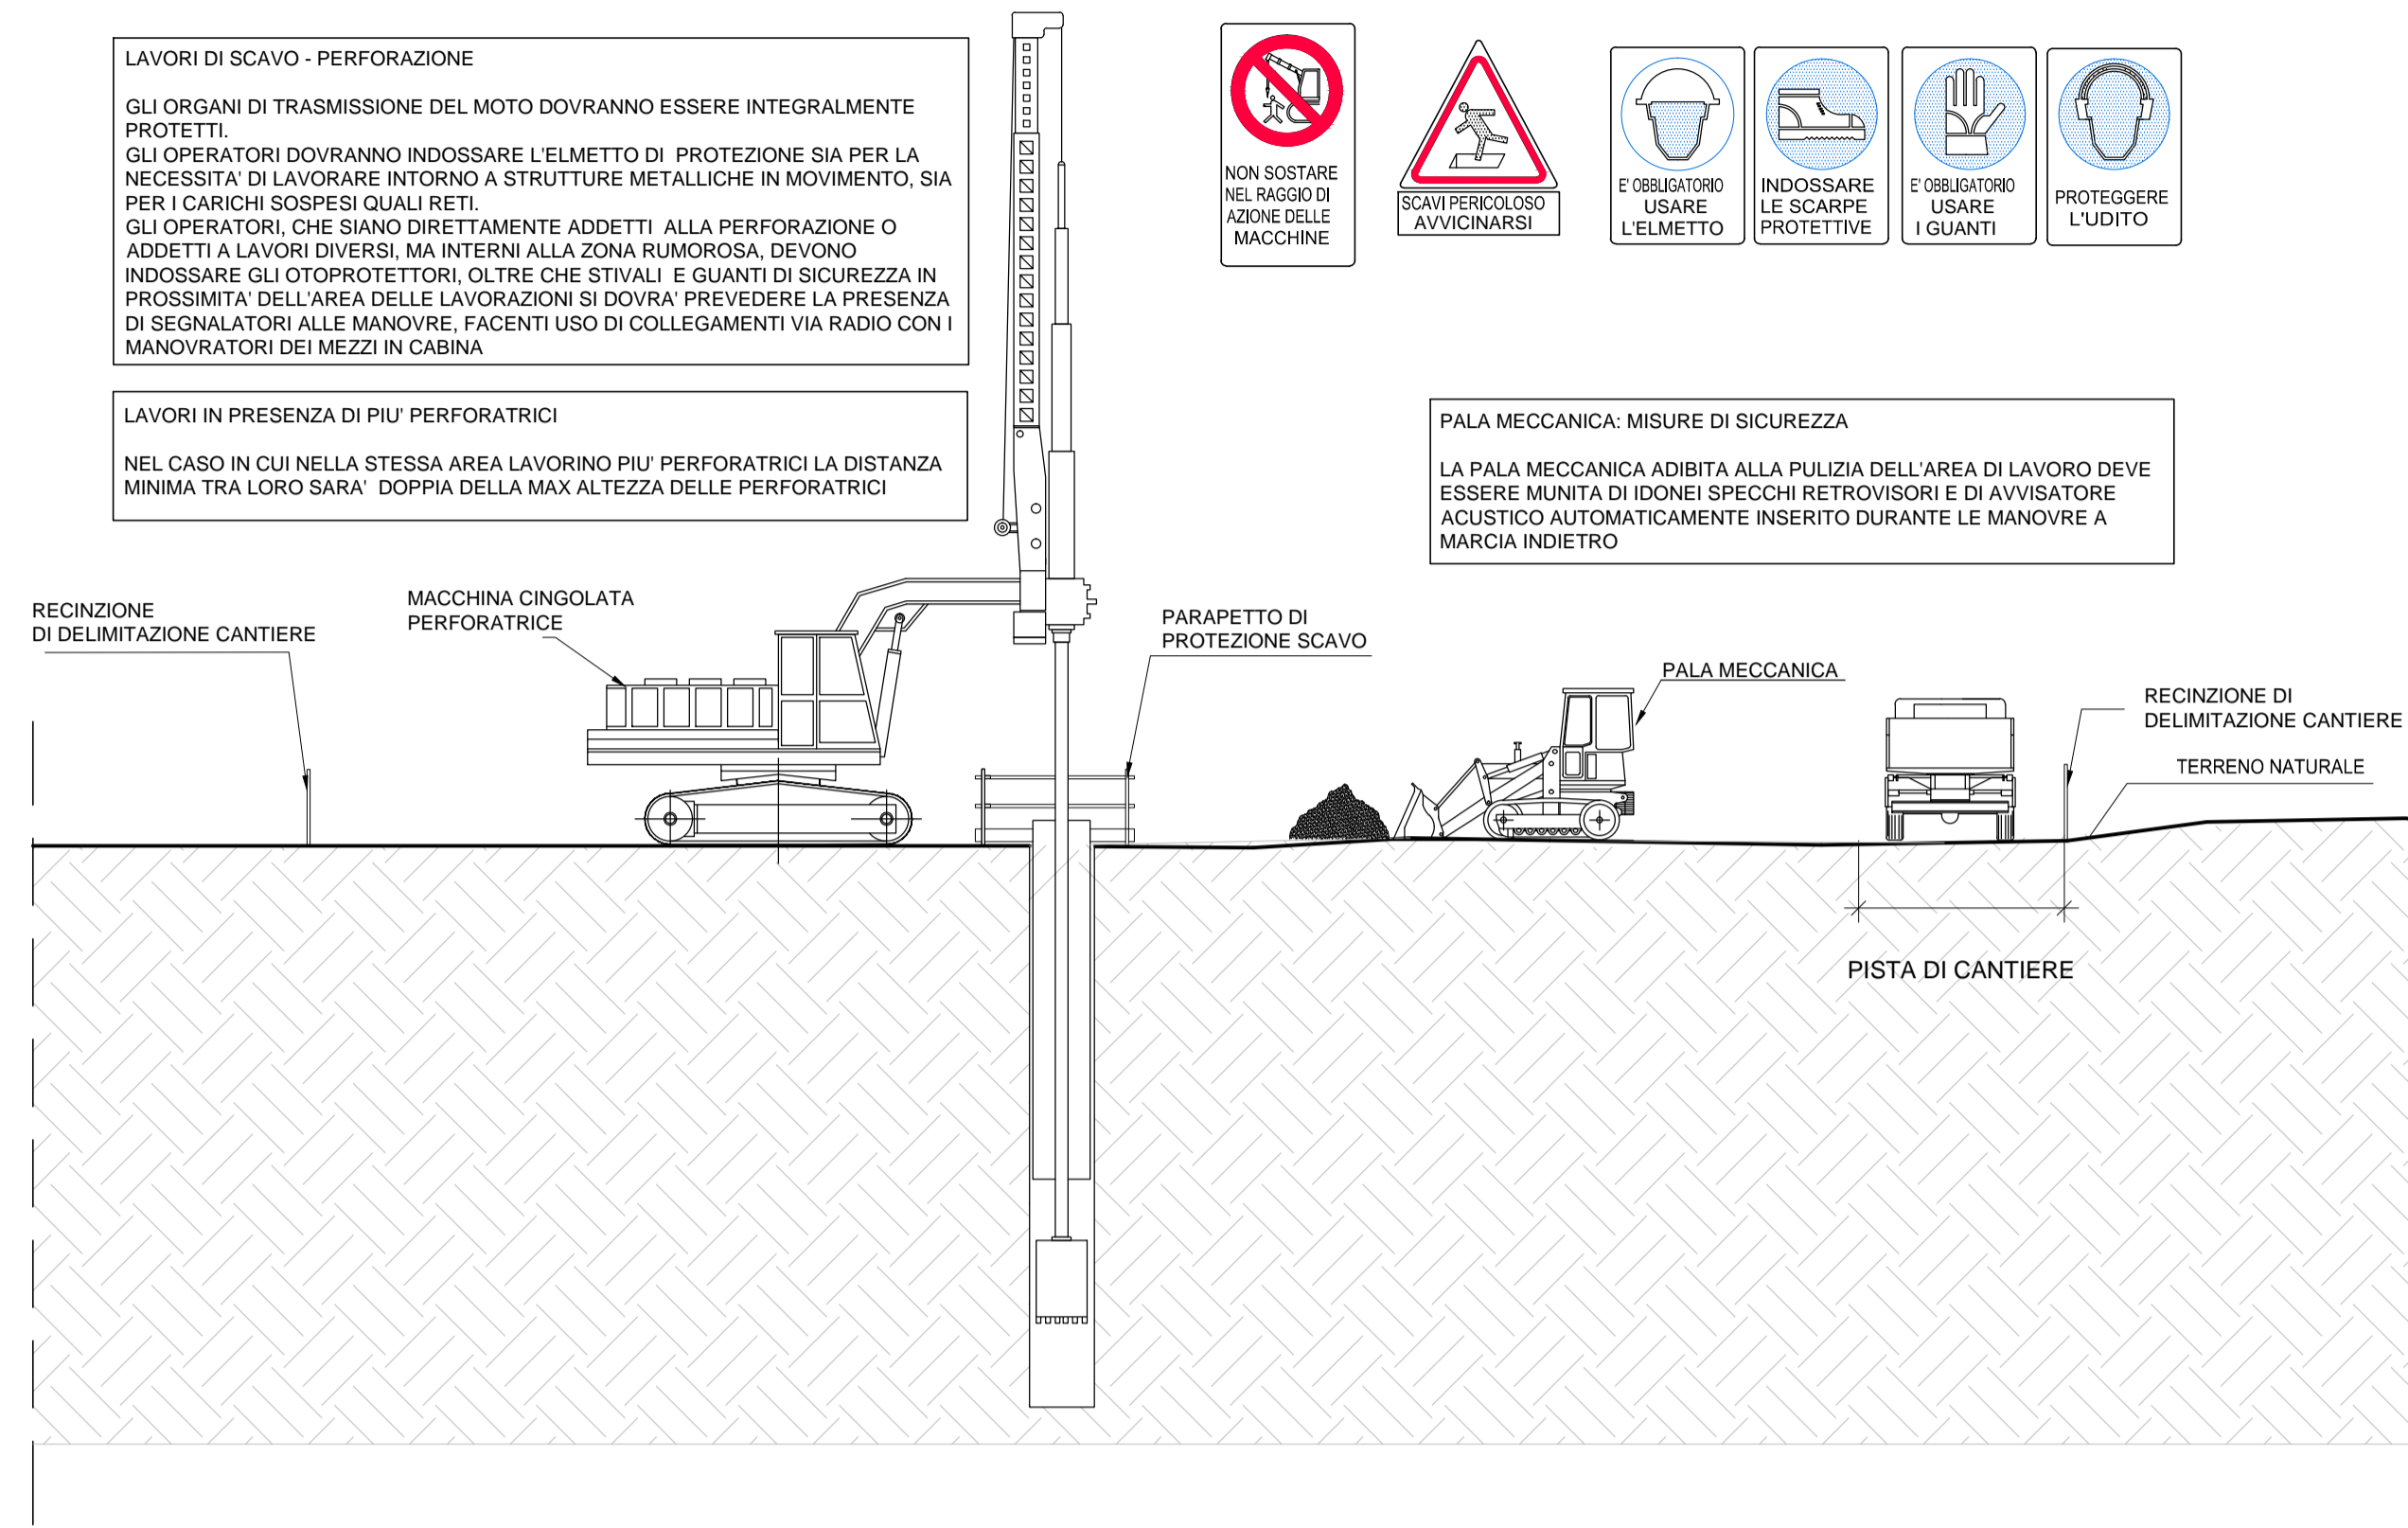 LAVORI DI SCAVO - PERFORAZIONE
GLI ORGANI DI TRASMISSIONE DEL MOTO DOVRANNO ESSERE INTEGRALMENTE
PROTETTI.
GLI OPERATORI DOVRANNO INDOSSARE L'ELMETTO DI PROTEZIONE SIA PER LA
NECESSITA' DI LAVORARE INTORNO A STRUTTURE METALLICHE IN MOVIMENTO, SIA
PER I CARICHI SOSPESI QUALI RETI.
GLI OPERATORI, CHE SIANO DIRETTAMENTE ADDETTI ALLA PERFORAZIONE O
ADDETTI A LAVORI DIVERSI, MA INTERNI ALLA ZONA RUMOROSA, DEVONO
INDOSSARE GLI OTOPROTETTORI, OLTRE CHE STIVALI E GUANTI DI SICUREZZA IN
PROSSIMITA' DELL'AREA DELLE LAVORAZIONI SI DOVRA' PREVEDERE LA PRESENZA
DI SEGNALATORI ALLE MANOVRE, FACENTI USO DI COLLEGAMENTI VIA RADIO CON I
MANOVRATORI DEI MEZZI IN CABINA
NON SOSTARE
NEL RAGGIO DI
AZIONE DELLE
MACCHINE
SCAVI PERICOLOSO
AVVICINARSI
E' OBBLIGATORIO
USARE
L'ELMETTO
INDOSSARE
LE SCARPE
PROTETTIVE
E' OBBLIGATORIO
USARE
I GUANTI
PROTEGGERE
L'UDITO
LAVORI IN PRESENZA DI PIU' PERFORATRICI
NEL CASO IN CUI NELLA STESSA AREA LAVORINO PIU' PERFORATRICI LA DISTANZA
MINIMA TRA LORO SARA' DOPPIA DELLA MAX ALTEZZA DELLE PERFORATRICI
PALA MECCANICA: MISURE DI SICUREZZA
LA PALA MECCANICA ADIBITA ALLA PULIZIA DELL'AREA DI LAVORO DEVE
ESSERE MUNITA DI IDONEI SPECCHI RETROVISORI E DI AVVISATORE
ACUSTICO AUTOMATICAMENTE INSERITO DURANTE LE MANOVRE A
MARCIA INDIETRO
RECINZIONE
DI DELIMITAZIONE CANTIERE
MACCHINA CINGOLATA
PERFORATRICE
PARAPETTO DI
PROTEZIONE SCAVO
PALA MECCANICA
RECINZIONE DI
DELIMITAZIONE CANTIERE
TERRENO NATURALE
PISTA DI CANTIERE